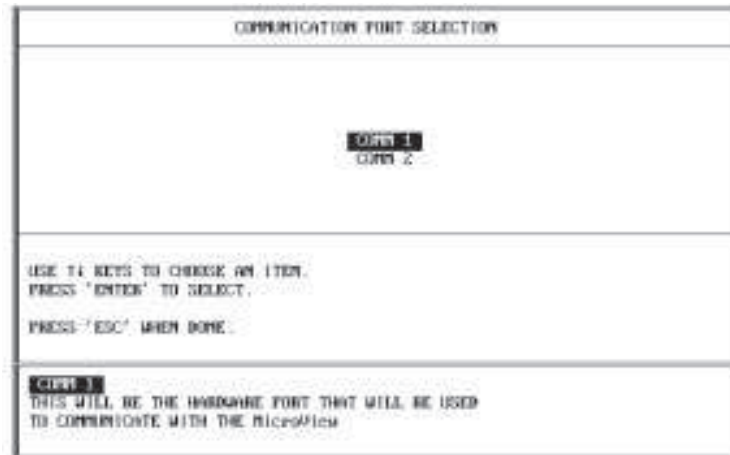 COMMUNICATION PORT SELECTION
COMM 1
COMM 2
USE ↑↓ KEYS TO CHOOSE AN ITEM.
PRESS 'ENTER' TO SELECT.
PRESS 'ESC' WHEN DONE.
COMM 1
THIS WILL BE THE HARDWARE PORT THAT WILL BE USED
TO COMMUNICATE WITH THE MicroView